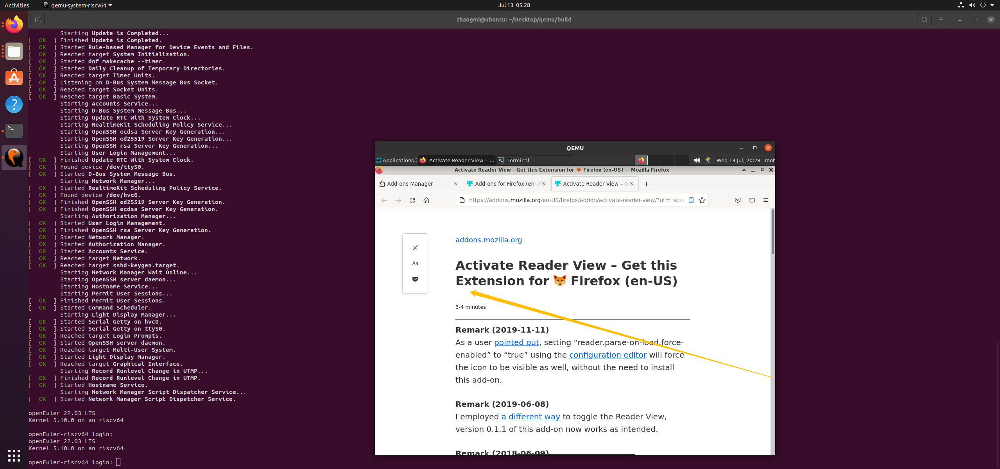 Activities
qemu-system-riscv64
Jul 13 05:28
zhangmi@ubuntu: ~/Desktop/qemu/build
Starting Update is Completed...
[  OK  ] Finished Update is Completed.
[  OK  ] Started Rule-based Manager for Device Events and Files.
[  OK  ] Reached target System Initialization.
[  OK  ] Started dnf makecache --timer.
[  OK  ] Started Daily Cleanup of Temporary Directories.
[  OK  ] Reached target Timer Units.
[  OK  ] Listening on D-Bus System Message Bus Socket.
[  OK  ] Reached target Socket Units.
[  OK  ] Reached target Basic System.
Starting Accounts Service...
Starting D-Bus System Message Bus...
Starting Update RTC With System Clock...
Starting RealtimeKit Scheduling Policy Service...
Starting OpenSSH ecdsa Server Key Generation...
Starting OpenSSH ed25519 Server Key Generation...
Starting OpenSSH rsa Server Key Generation...
Starting User Login Management...
[  OK  ] Finished Update RTC With System Clock.
[  OK  ] Found device /dev/ttyS0.
[  OK  ] Started D-Bus System Message Bus.
Starting Network Manager...
[  OK  ] Started RealtimeKit Scheduling Policy Service.
[  OK  ] Found device /dev/hvc0.
[  OK  ] Finished OpenSSH ed25519 Server Key Generation.
[  OK  ] Finished OpenSSH ecdsa Server Key Generation.
Starting Authorization Manager...
[  OK  ] Started User Login Management.
[  OK  ] Finished OpenSSH rsa Server Key Generation.
[  OK  ] Started Network Manager.
[  OK  ] Started Authorization Manager.
[  OK  ] Started Accounts Service.
[  OK  ] Reached target Network.
[  OK  ] Reached target sshd-keygen.target.
Starting Network Manager Wait Online...
Starting OpenSSH server daemon...
Starting Hostname Service...
Starting Permit User Sessions...
[  OK  ] Finished Permit User Sessions.
[  OK  ] Started Command Scheduler.
Starting Light Display Manager...
[  OK  ] Started Serial Getty on hvc0.
[  OK  ] Started Serial Getty on ttyS0.
[  OK  ] Reached target Login Prompts.
[  OK  ] Started OpenSSH server daemon.
[  OK  ] Reached target Multi-User System.
[  OK  ] Started Light Display Manager.
[  OK  ] Reached target Graphical Interface.
Starting Record Runlevel Change in UTMP...
[  OK  ] Finished Record Runlevel Change in UTMP.
[  OK  ] Started Hostname Service.
Starting Network Manager Script Dispatcher Service...
[  OK  ] Started Network Manager Script Dispatcher Service.
openEuler 22.03 LTS
Kernel 5.10.0 on an riscv64
openEuler-riscv64 login:
openEuler 22.03 LTS
Kernel 5.10.0 on an riscv64
openEuler-riscv64 login:
QEMU
Applications
Activate Reader View – ...
Terminal -
Wed 13 Jul, 20:28
root
Activate Reader View – Get this Extension for 🦊 Firefox (en-US) — Mozilla Firefox
Add-ons Manager
Add-ons for Firefox (en-U
Activate Reader View – G
https://addons.mozilla.org/en-US/firefox/addon/activate-reader-view/?utm_sour
Aa
addons.mozilla.org
Activate Reader View – Get this
Extension for 🦊 Firefox (en-US)
3-4 minutes
Remark (2019-11-11)
As a user pointed out, setting “reader.parse-on-load.force-
enabled” to “true” using the configuration editor will force
the icon to be visible as well, without the need to install
this add-on.
Remark (2019-06-08)
I employed a different way to toggle the Reader View,
version 0.1.1 of this add-on now works as intended.
Remark (2018-06-09)